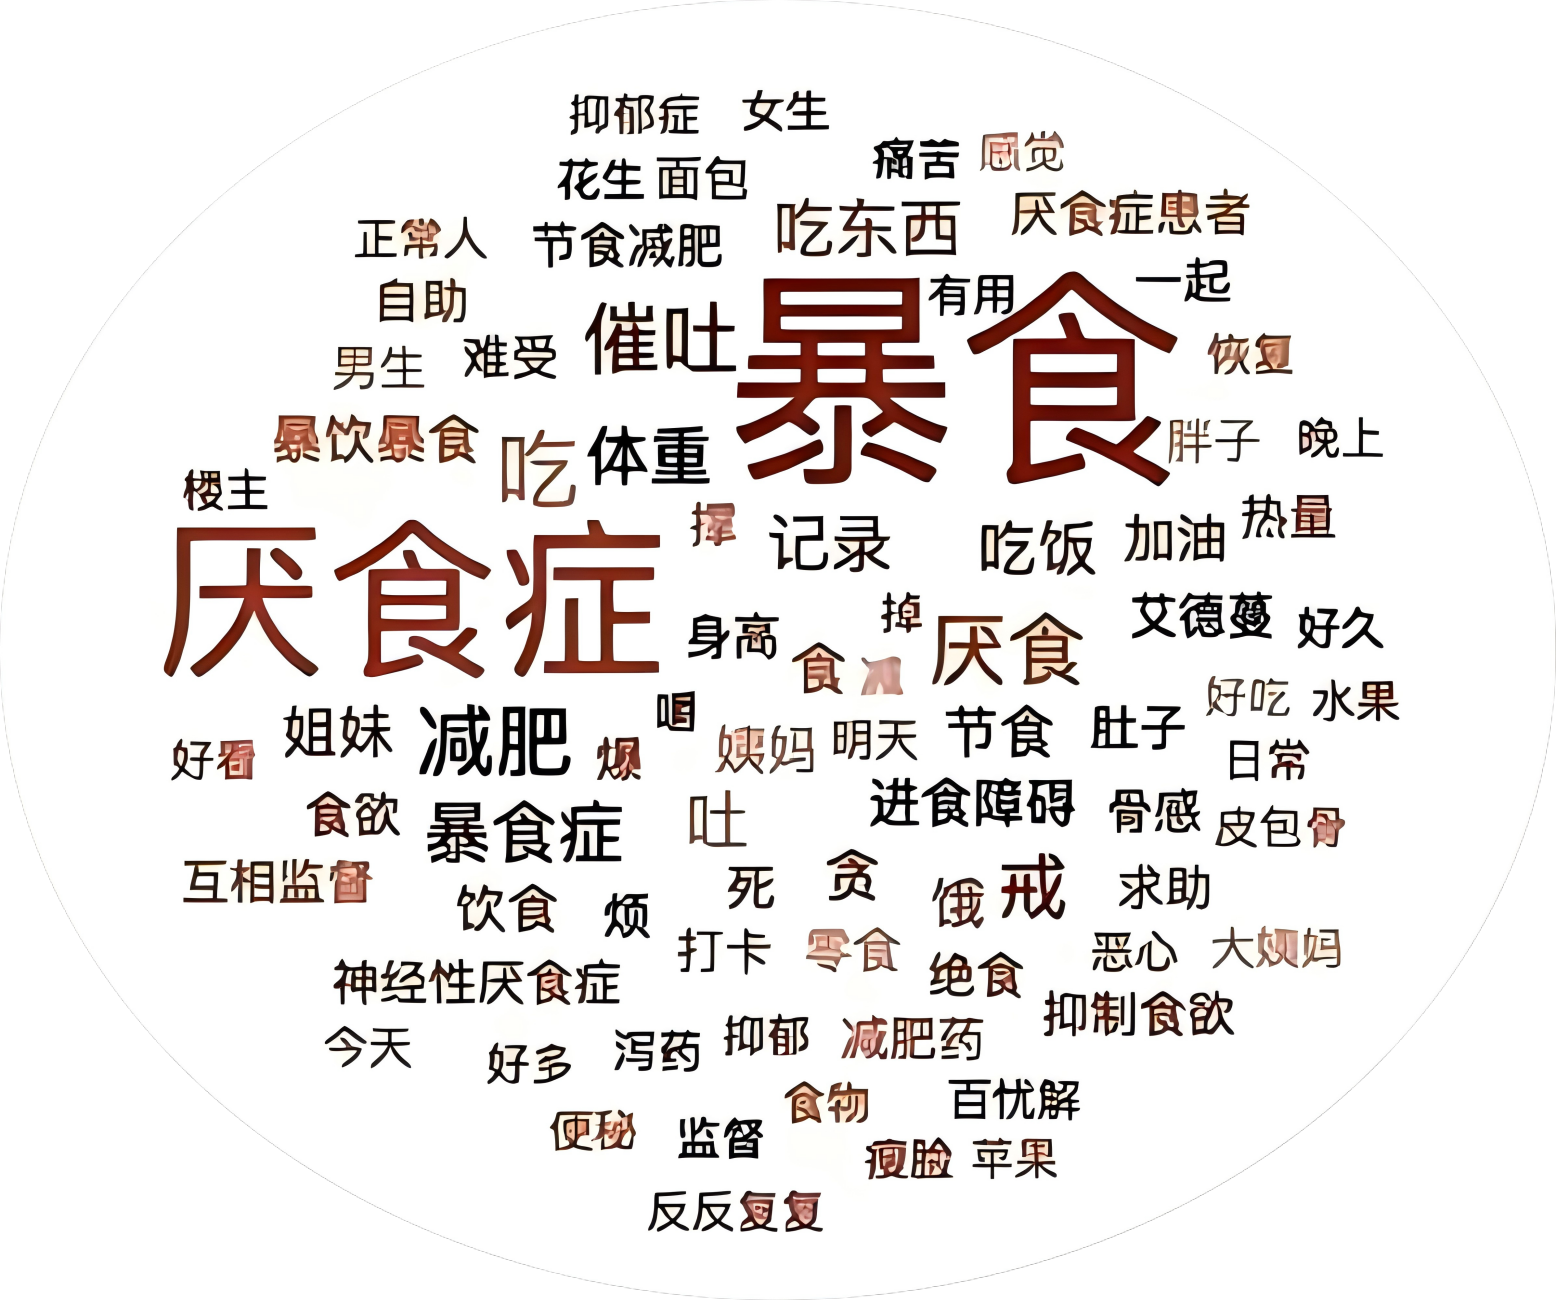 抑郁症 女生
痛苦 感觉
花生 面包
厌食症患者
正常人 节食减肥 吃东西
自助 有用 一起
催吐 暴食
男生 难受 恢复
暴饮暴食 吃 体重 胖子 晚上
楼主 热量
厌食症 记录 吃饭 加油
身高 掉 厌食 艾德蔓 好久
食
姐妹 减肥 喝 好吃 水果
好看 姨妈 明天 节食 肚子 日常
食欲 暴食症 吐 进食障碍 骨感 皮包骨
互相监督 死 贪 饿 戒 求助
饮食 烦
打卡 零食 绝食 恶心 大姨妈
神经性厌食症 抑制食欲
今天 好多 泻药 抑郁 减肥药
食物 百忧解
便秘 监督 瘦脸 苹果
反反复复